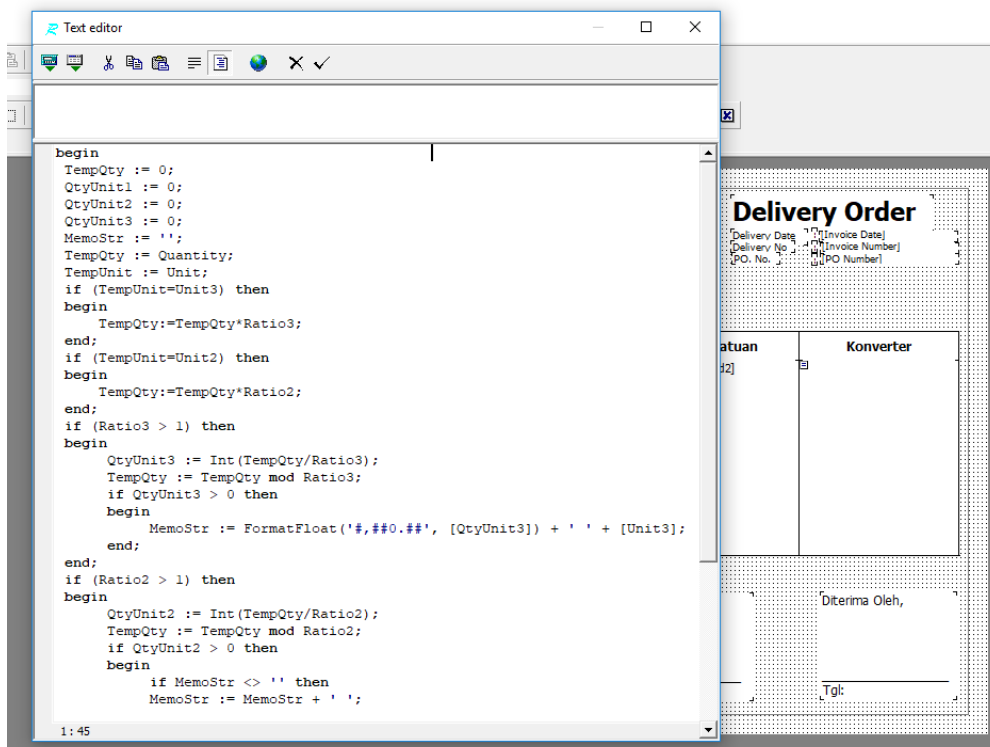 Text editor
begin
TempQty := 0;
QtyUnit1 := 0;
QtyUnit2 := 0;
QtyUnit3 := 0;
MemoStr := '';
TempQty := Quantity;
TempUnit := Unit;
if (TempUnit=Unit3) then
begin
TempQty:=TempQty*Ratio3;
end;
if (TempUnit=Unit2) then
begin
TempQty:=TempQty*Ratio2;
end;
if (Ratio3 > 1) then
begin
QtyUnit3 := Int(TempQty/Ratio3);
TempQty := TempQty mod Ratio3;
if QtyUnit3 > 0 then
begin
MemoStr := FormatFloat('#,##0.##', [QtyUnit3]) + ' ' + [Unit3];
end;
end;
if (Ratio2 > 1) then
begin
QtyUnit2 := Int(TempQty/Ratio2);
TempQty := TempQty mod Ratio2;
if QtyUnit2 > 0 then
begin
if MemoStr <> '' then
MemoStr := MemoStr + ' ';
1:45
Delivery Order
Delivery Date [Invoice Date]
Delivery No [Invoice Number]
PO. No. [PO Number]
atuan Konverter
d2]
Diterima Oleh,
Tgl: